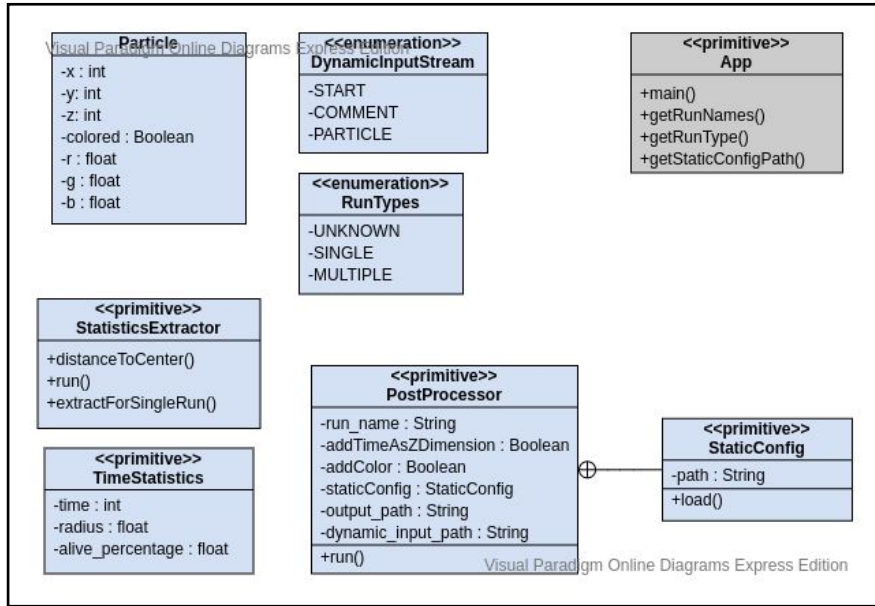 Visual Paradigm Online Diagrams Express Edition
Particle
-x : int
-y: int
-z: int
-colored : Boolean
-r : float
-g : float
-b : float
<<enumeration>>
DynamicInputStream
-START
-COMMENT
-PARTICLE
<<primitive>>
App
+main()
+getRunNames()
+getRunType()
+getStaticConfigPath()
<<enumeration>>
RunTypes
-UNKNOWN
-SINGLE
-MULTIPLE
<<primitive>>
StatisticsExtractor
+distanceToCenter()
+run()
+extractForSingleRun()
<<primitive>>
PostProcessor
-run_name : String
-addTimeAsZDimension : Boolean
-addColor : Boolean
-staticConfig : StaticConfig
-output_path : String
-dynamic_input_path : String
+run()
<<primitive>>
StaticConfig
-path : String
+load()
<<primitive>>
TimeStatistics
-time : int
-radius : float
-alive_percentage : float
Visual Paradigm Online Diagrams Express Edition